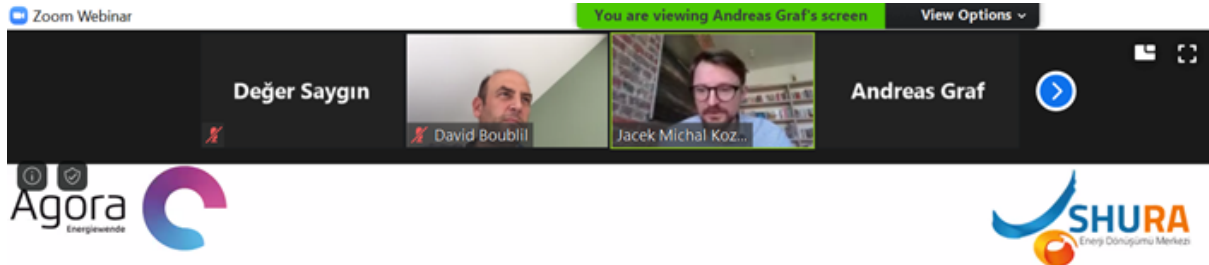 Zoom Webinar
You are viewing Andreas Graf's screen
View Options
Değer Saygın
David Boublil
Jacek Michal Koz...
Andreas Graf
Agora
Energiewende
SHURA
Enerji Dönüşümü Merkezi